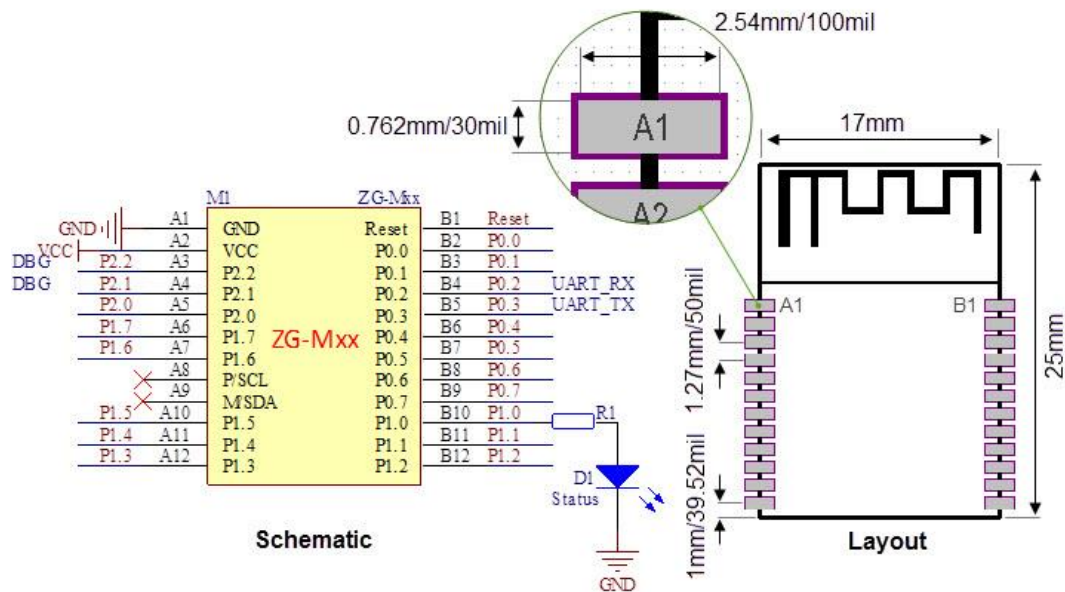 2.54mm/100mil
0.762mm/30mil
A1
A2
17mm
25mm
A1
B1
1.27mm/50mil
1mm/39.52mil
Layout
M1 ZG-Mxx
GND A1 GND Reset B1 Reset
VCC A2 VCC P0.0 B2 P0.0
DBG P2.2 A3 P2.2 P0.1 B3 P0.1
DBG P2.1 A4 P2.1 P0.2 B4 P0.2 UART_RX
P2.0 A5 P2.0 P0.3 B5 P0.3 UART_TX
P1.7 A6 P1.7 P0.4 B6 P0.4
ZG-Mxx
P1.6 A7 P1.6 P0.5 B7 P0.5
A8 P/SCL P0.6 B8 P0.6
A9 M/SDA P0.7 B9 P0.7
P1.5 A10 P1.5 P1.0 B10 P1.0 R1
P1.4 A11 P1.4 P1.1 B11 P1.1
P1.3 A12 P1.3 P1.2 B12 P1.2
D1
Status
GND
Schematic